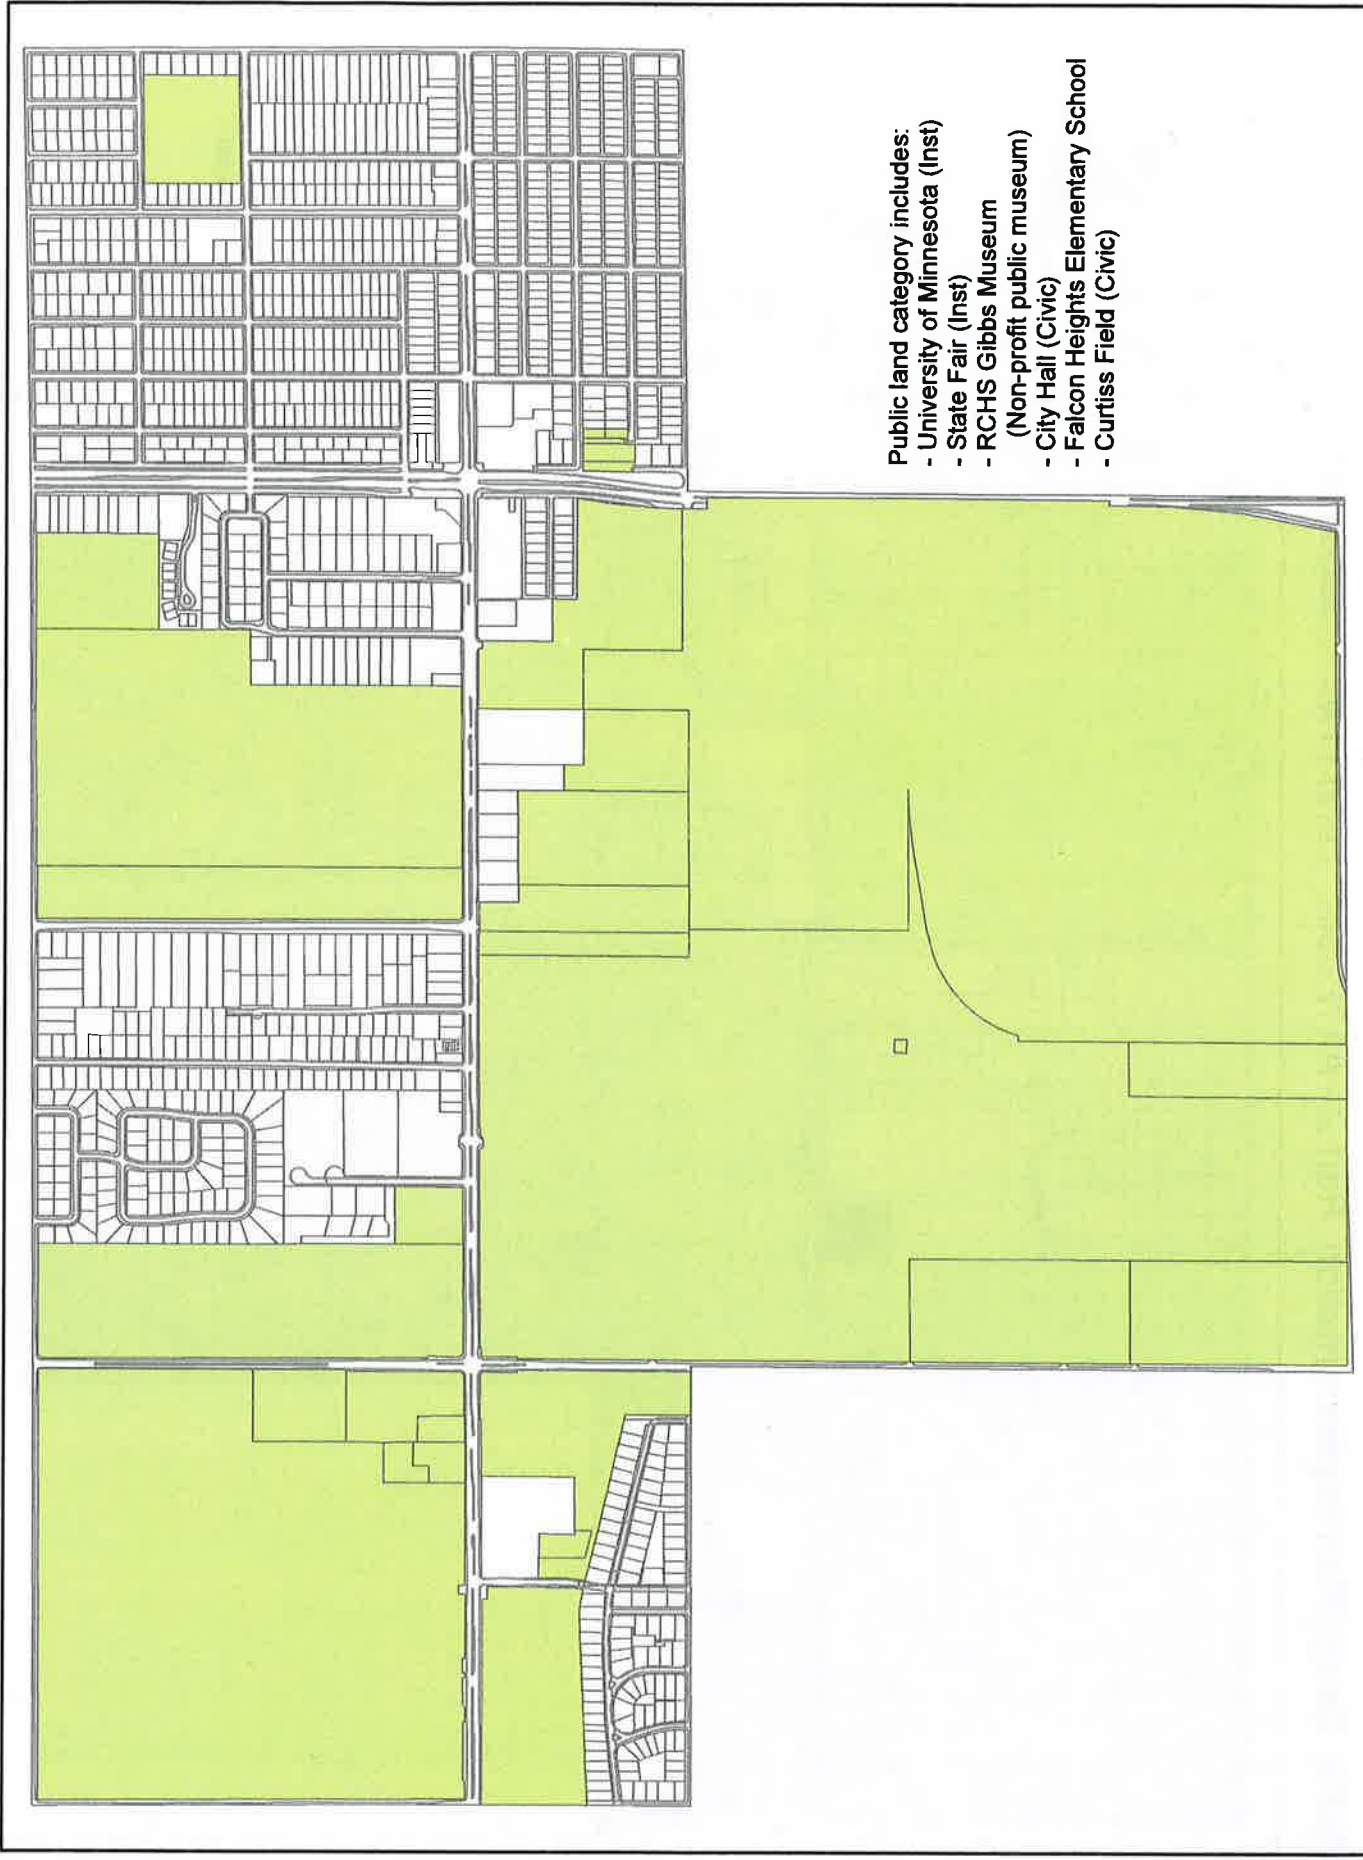 Public land category includes:
- University of Minnesota (Inst)
- State Fair (Inst)
- RCHS Gibbs Museum
(Non-profit public museum)
- City Hall (Civic)
- Falcon Heights Elementary School
- Curtiss Field (Civic)